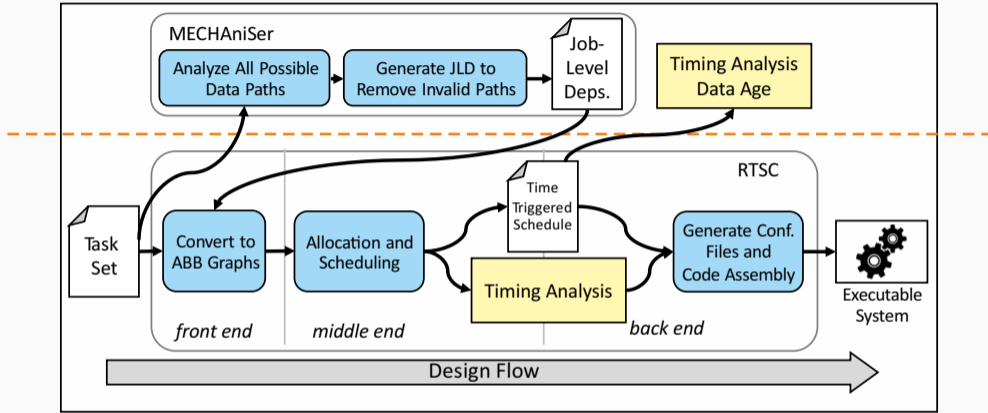 MECHAniSer
Analyze All Possible
Data Paths
Generate JLD to
Remove Invalid Paths
Job-
Level
Deps.
Timing Analysis
Data Age
RTSC
Task
Set
Convert to
ABB Graphs
Allocation and
Scheduling
Time
Triggered
Schedule
Timing Analysis
Generate Conf.
Files and
Code Assembly
Executable
System
front end
middle end
back end
Design Flow